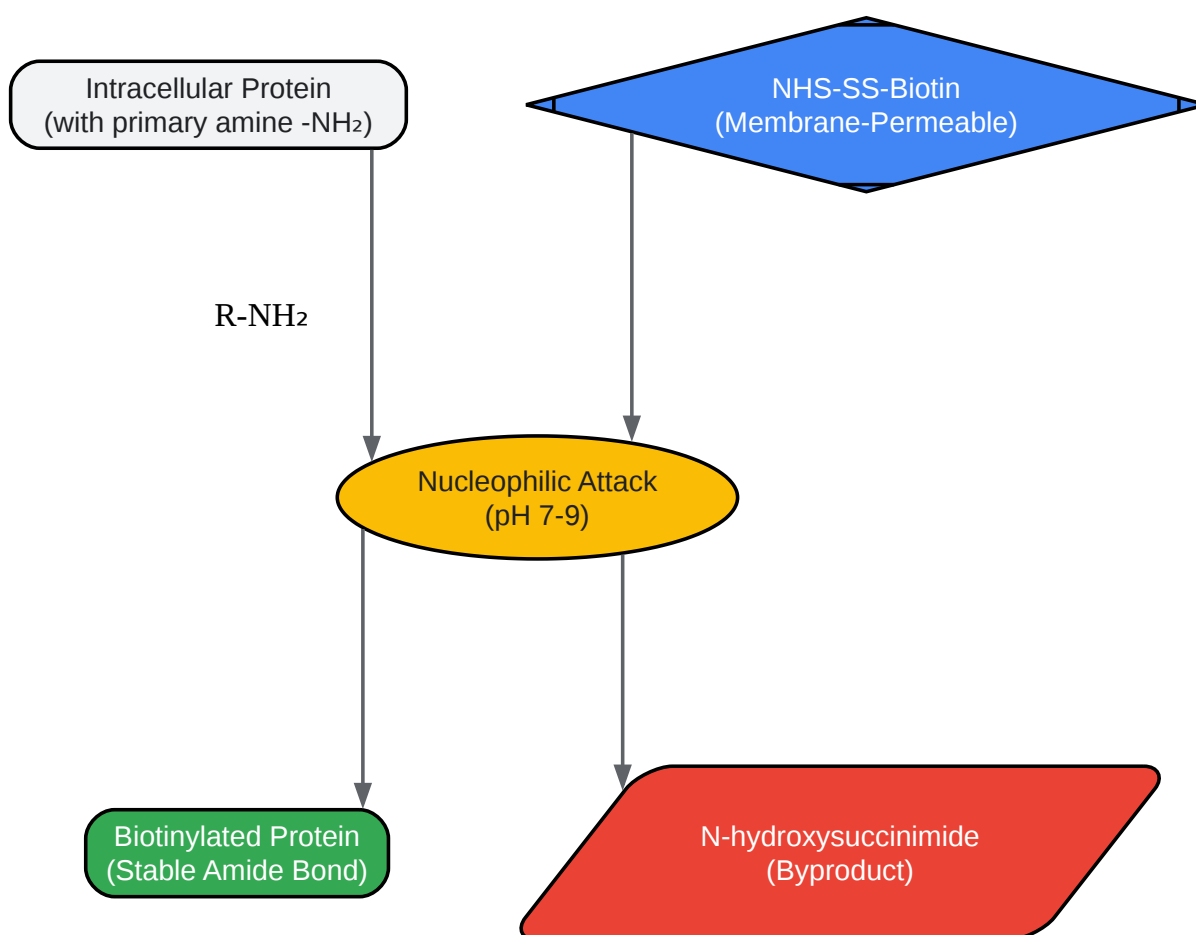 Intracellular Protein
(with primary amine -NH₂)
NHS-SS-Biotin
(Membrane-Permeable)
R-NH₂
Nucleophilic Attack
(pH 7-9)
Biotinylated Protein
(Stable Amide Bond)
N-hydroxysuccinimide
(Byproduct)